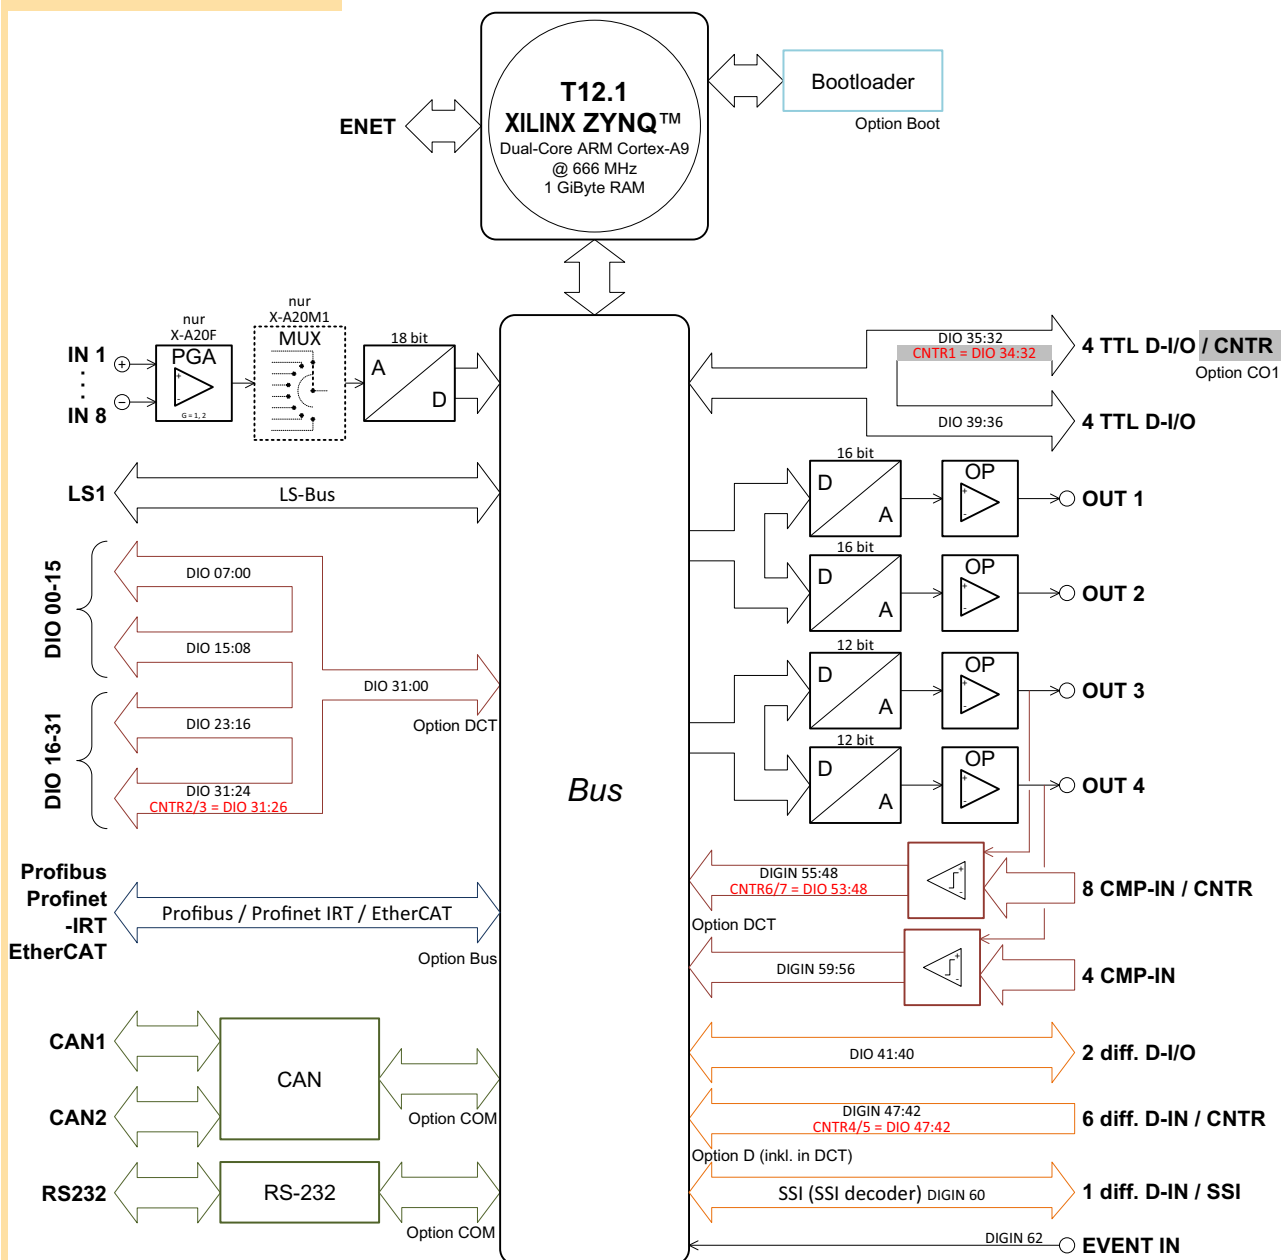 T12.1
XILINX ZYNQ™
Dual-Core ARM Cortex-A9
@ 666 MHz
1 GiByte RAM
ENET
Bootloader
Option Boot
nur
X-A20F
PGA
+
-
G = 1, 2
nur
X-A20M1
MUX
18 bit
A
D
IN 1
IN 8
+
−
LS1
LS-Bus
DIO 00-15
DIO 07:00
DIO 15:08
DIO 31:00
Option DCT
DIO 16-31
DIO 23:16
DIO 31:24
CNTR2/3 = DIO 31:26
Profibus
Profinet
-IRT
EtherCAT
Profibus / Profinet IRT / EtherCAT
Option Bus
CAN1
CAN2
CAN
Option COM
RS232
RS-232
Option COM
Bus
DIO 35:32
CNTR1 = DIO 34:32
4 TTL D-I/O / CNTR
Option CO1
DIO 39:36
4 TTL D-I/O
16 bit
D
A
OP
+
-
OUT 1
16 bit
D
A
OP
+
-
OUT 2
12 bit
D
A
OP
+
-
OUT 3
12 bit
D
A
OP
+
-
OUT 4
DIGIN 55:48
CNTR6/7 = DIO 53:48
+
-
8 CMP-IN / CNTR
Option DCT
DIGIN 59:56
+
-
4 CMP-IN
DIO 41:40
2 diff. D-I/O
DIGIN 47:42
CNTR4/5 = DIO 47:42
6 diff. D-IN / CNTR
Option D (inkl. in DCT)
SSI (SSI decoder) DIGIN 60
1 diff. D-IN / SSI
DIGIN 62
EVENT IN